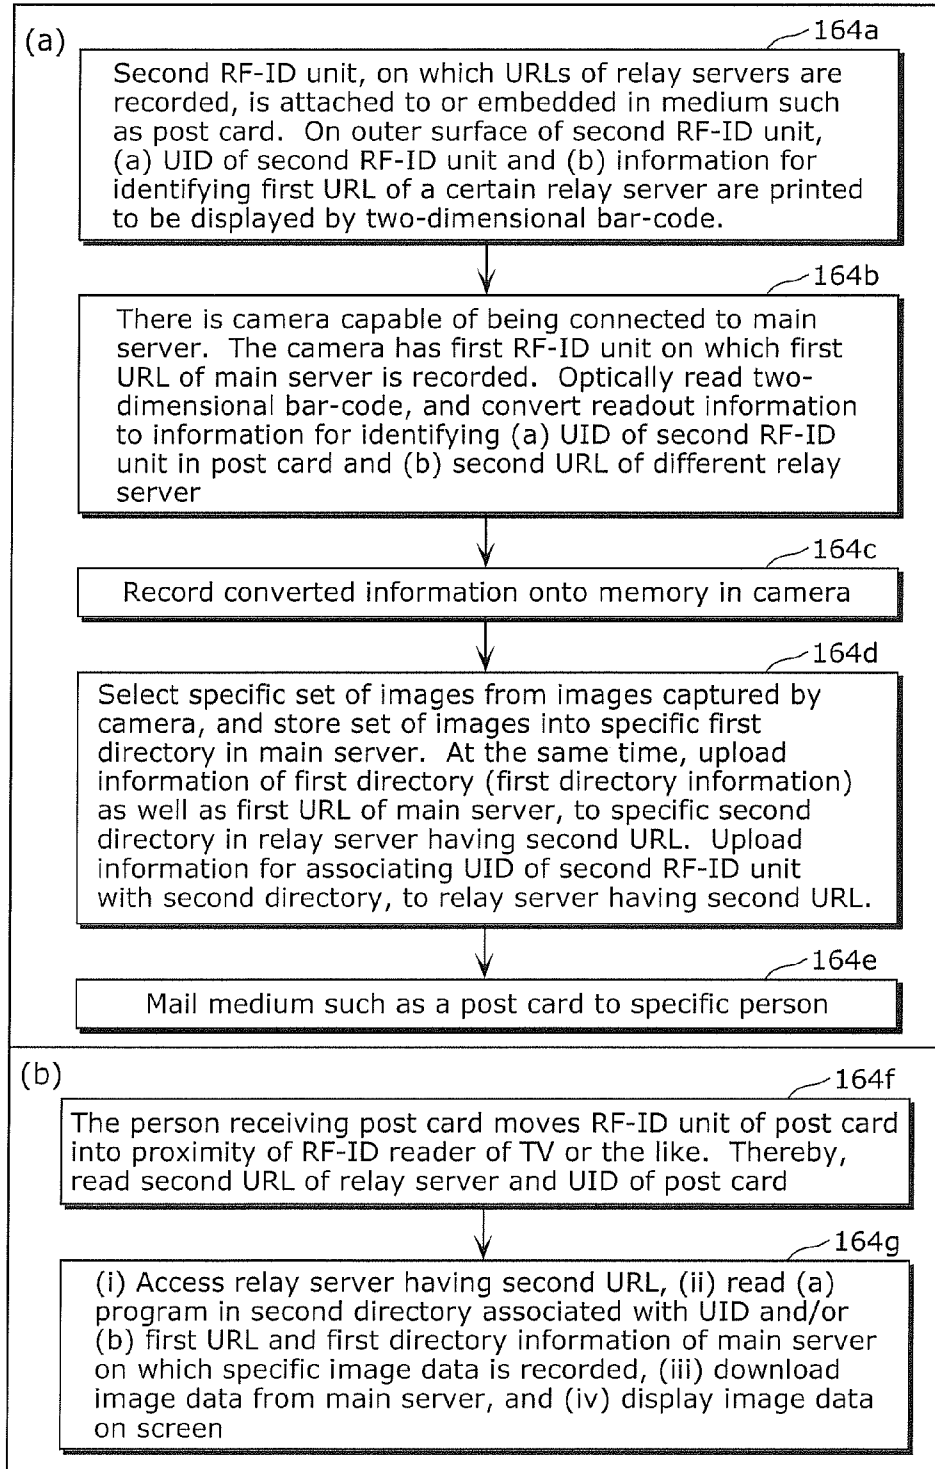 (a)
164a
Second RF-ID unit, on which URLs of relay servers are
recorded, is attached to or embedded in medium such
as post card.  On outer surface of second RF-ID unit,
(a) UID of second RF-ID unit and (b) information for
identifying first URL of a certain relay server are printed
to be displayed by two-dimensional bar-code.
164b
There is camera capable of being connected to main
server.  The camera has first RF-ID unit on which first
URL of main server is recorded.  Optically read two-
dimensional bar-code, and convert readout information
to information for identifying (a) UID of second RF-ID
unit in post card and (b) second URL of different relay
server
164c
Record converted information onto memory in camera
164d
Select specific set of images from images captured by
camera, and store set of images into specific first
directory in main server.  At the same time, upload
information of first directory (first directory information)
as well as first URL of main server, to specific second
directory in relay server having second URL.  Upload
information for associating UID of second RF-ID unit
with second directory, to relay server having second URL.
164e
Mail medium such as a post card to specific person
(b)
164f
The person receiving post card moves RF-ID unit of post card
into proximity of RF-ID reader of TV or the like.  Thereby,
read second URL of relay server and UID of post card
164g
(i) Access relay server having second URL, (ii) read (a)
program in second directory associated with UID and/or
(b) first URL and first directory information of main server
on which specific image data is recorded, (iii) download
image data from main server, and (iv) display image data
on screen